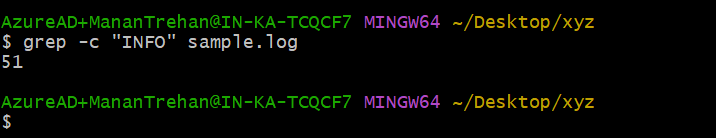 AzureAD+MananTrehan@IN-KA-TCQCF7 MINGW64 ~/Desktop/xyz
$ grep -c "INFO" sample.log
51
AzureAD+MananTrehan@IN-KA-TCQCF7 MINGW64 ~/Desktop/xyz
$